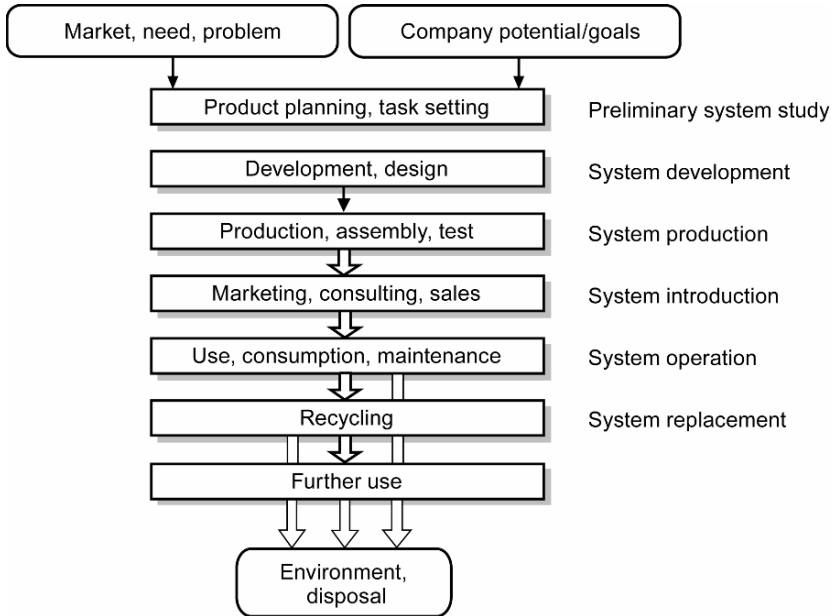 Market, need, problem
Company potential/goals
Product planning, task setting
Preliminary system study
Development, design
System development
Production, assembly, test
System production
Marketing, consulting, sales
System introduction
Use, consumption, maintenance
System operation
Recycling
System replacement
Further use
Environment,
disposal